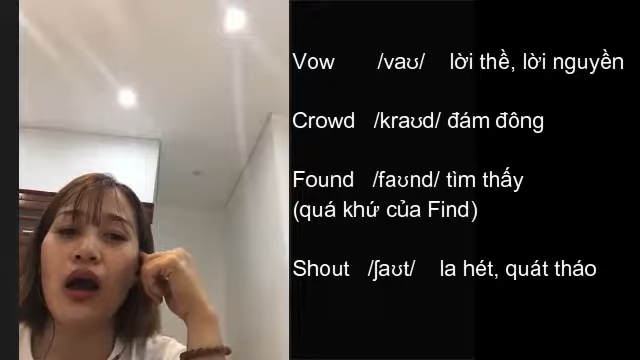 Vow /vaʊ/ lời thề, lời nguyền
Crowd /kraʊd/ đám đông
Found /faʊnd/ tìm thấy
(quá khứ của Find)
Shout /ʃaʊt/ la hét, quát tháo